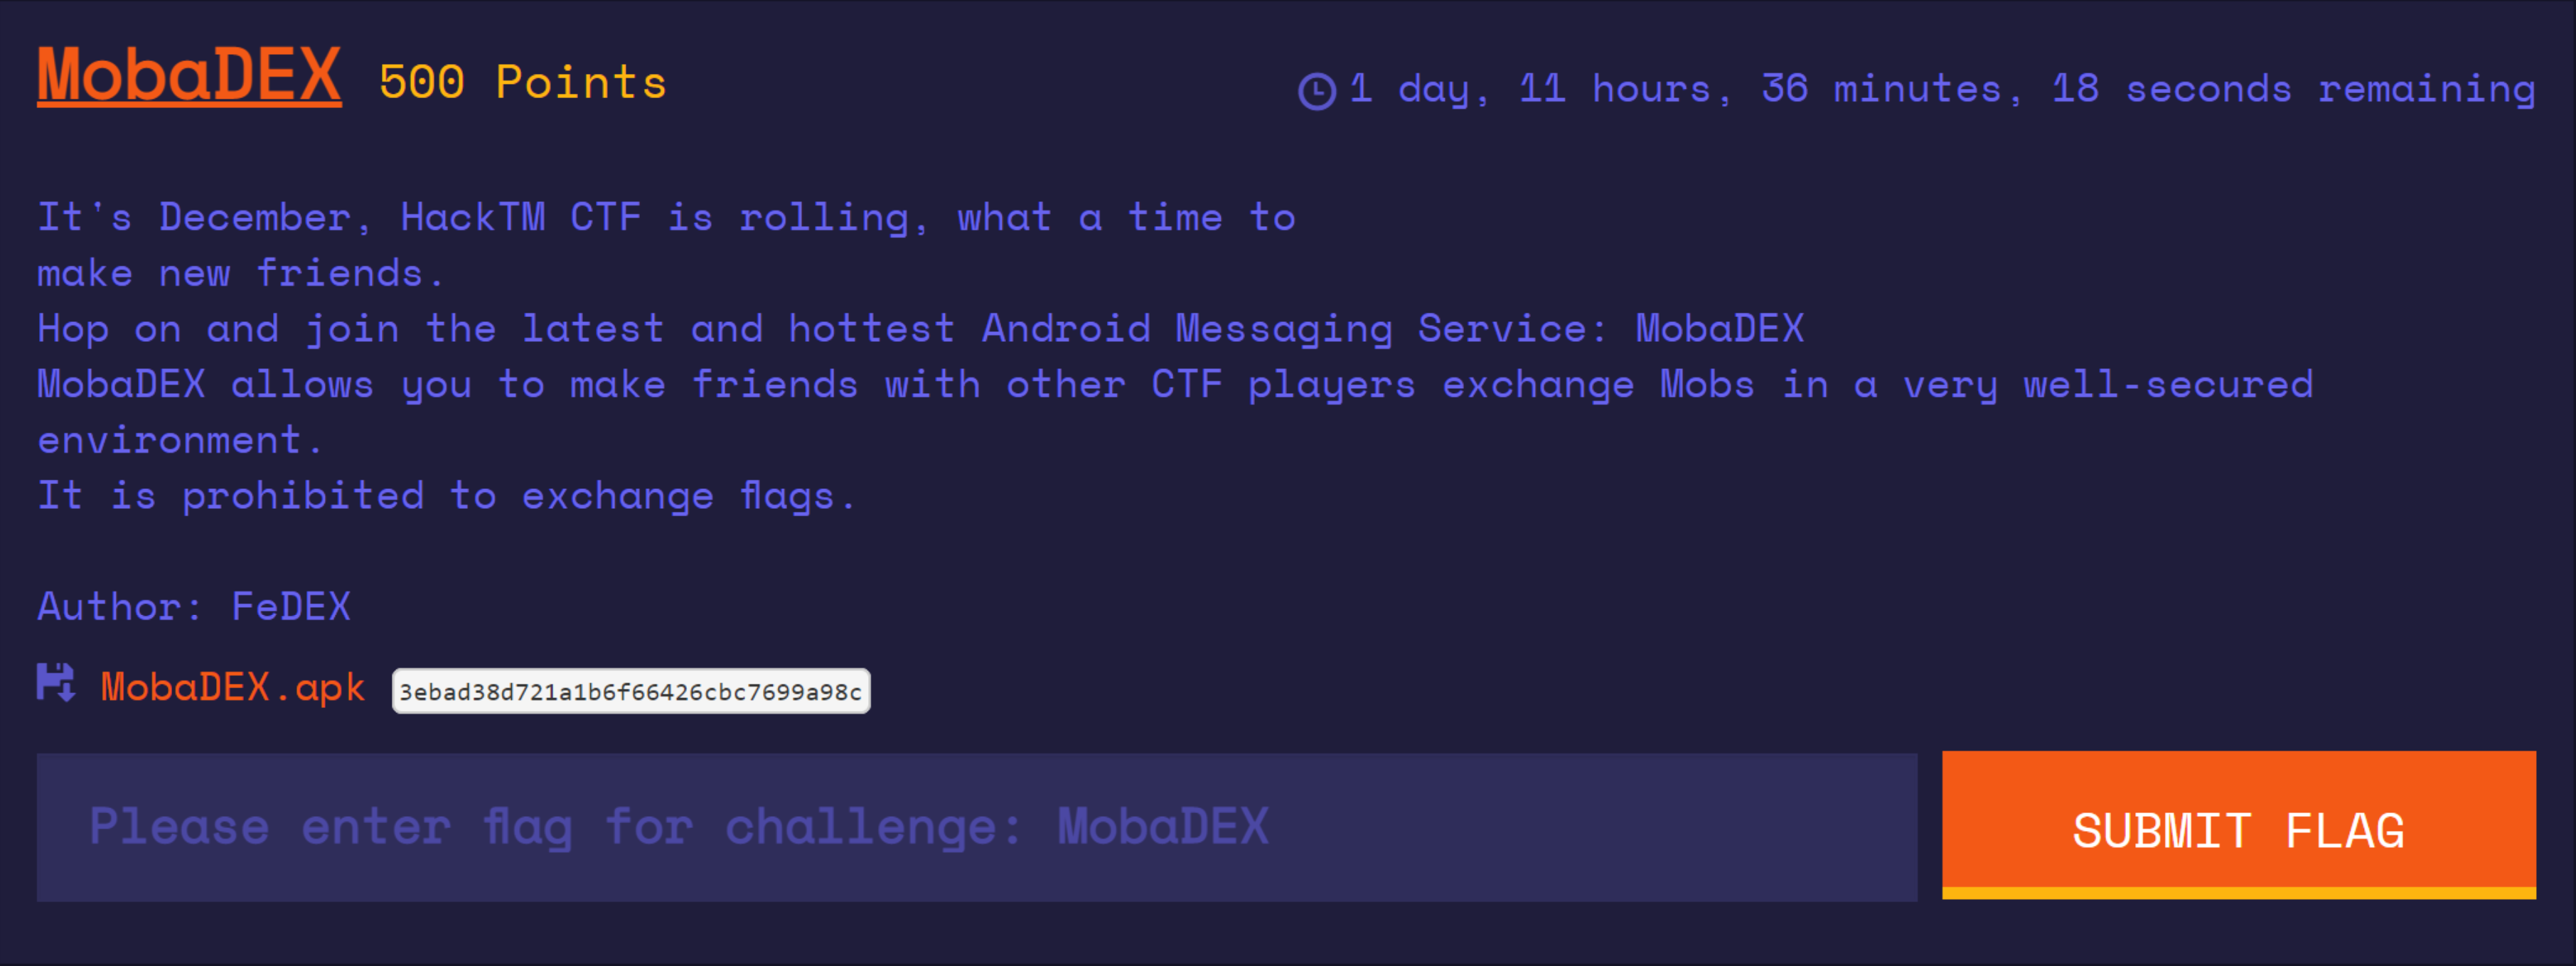 MobaDEX 500 Points
1 day, 11 hours, 36 minutes, 18 seconds remaining
It's December, HackTM CTF is rolling, what a time to
make new friends.
Hop on and join the latest and hottest Android Messaging Service: MobaDEX
MobaDEX allows you to make friends with other CTF players exchange Mobs in a very well-secured
environment.
It is prohibited to exchange flags.
Author: FeDEX
MobaDEX.apk 3ebad38d721a1b6f66426cbc7699a98c
Please enter flag for challenge: MobaDEX
SUBMIT FLAG